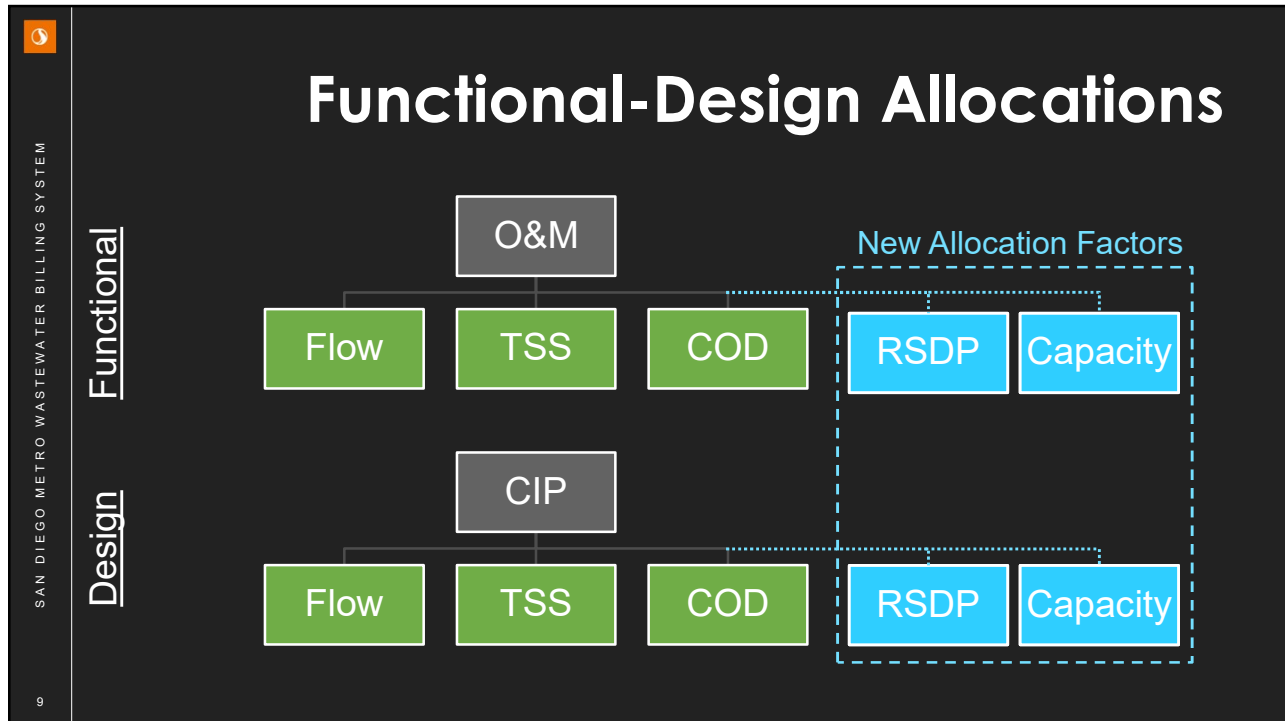 Functional-Design Allocations
SAN DIEGO METRO WASTEWATER BILLING SYSTEM
Functional
O&M
New Allocation Factors
Flow
TSS
COD
RSDP
Capacity
Design
CIP
Flow
TSS
COD
RSDP
Capacity
9